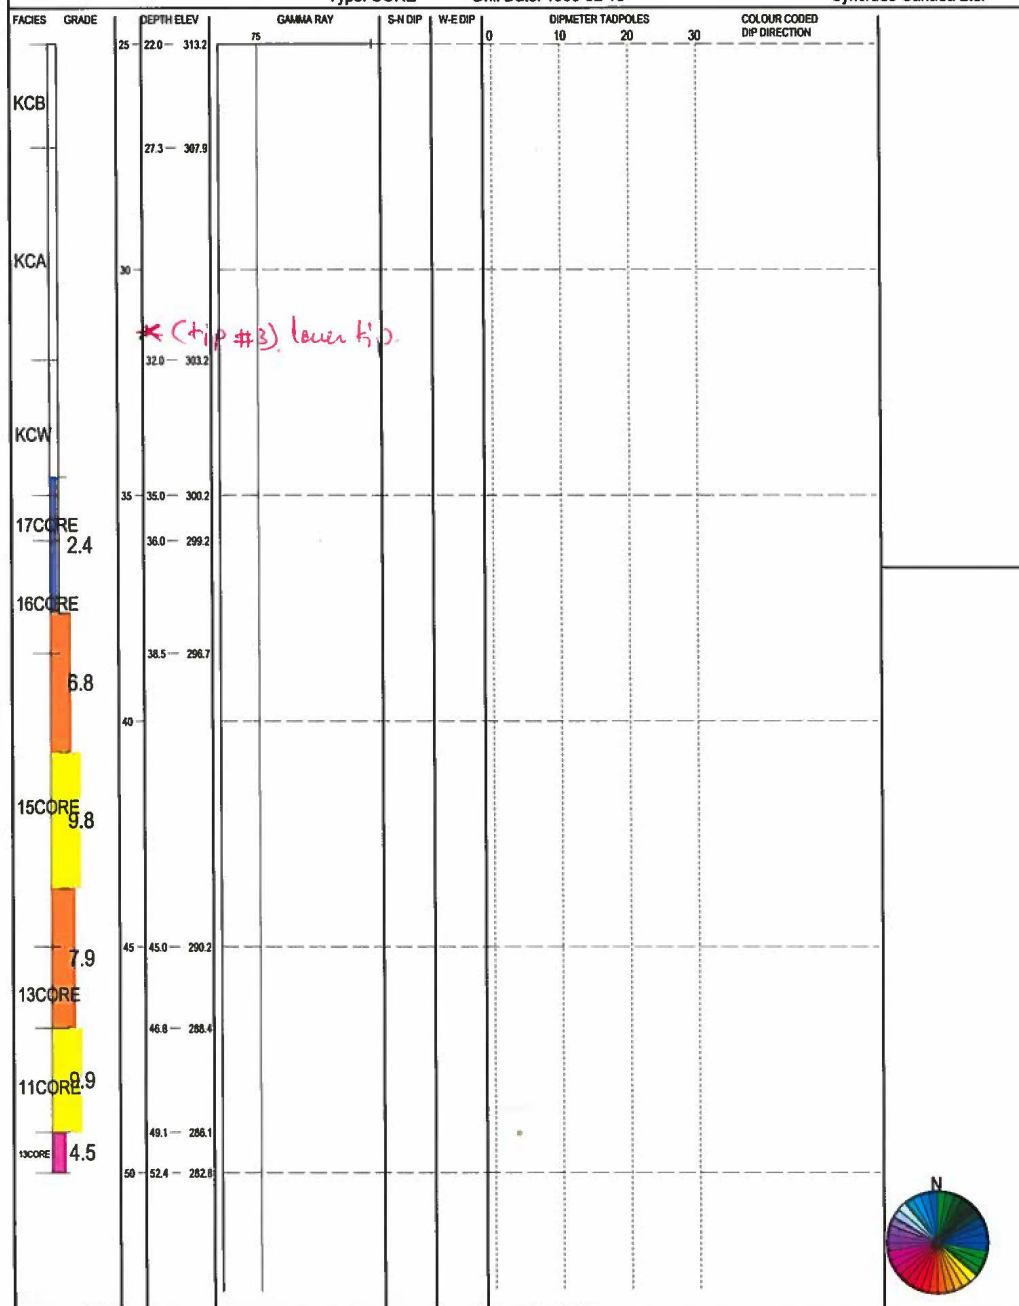 FACIES GRADE DEPTH ELEV GAMMA RAY S-N DIP W-E DIP DIPMETER TADPOLES COLOUR CODED DIP DIRECTION
75 0 10 20 30
25 22.0 313.2
KCB
27.3 307.9
KCA
30
(tip #3) lower tip
32.0 303.2
KCW
35 35.0 300.2
17CORE
36.0 299.2
2.4
16CORE
38.5 296.7
6.8
40
15CORE
9.8
45 45.0 290.2
7.9
13CORE
46.8 288.4
11CORE 9.9
49.1 286.1
13CORE 4.5
50 52.4 282.8
N